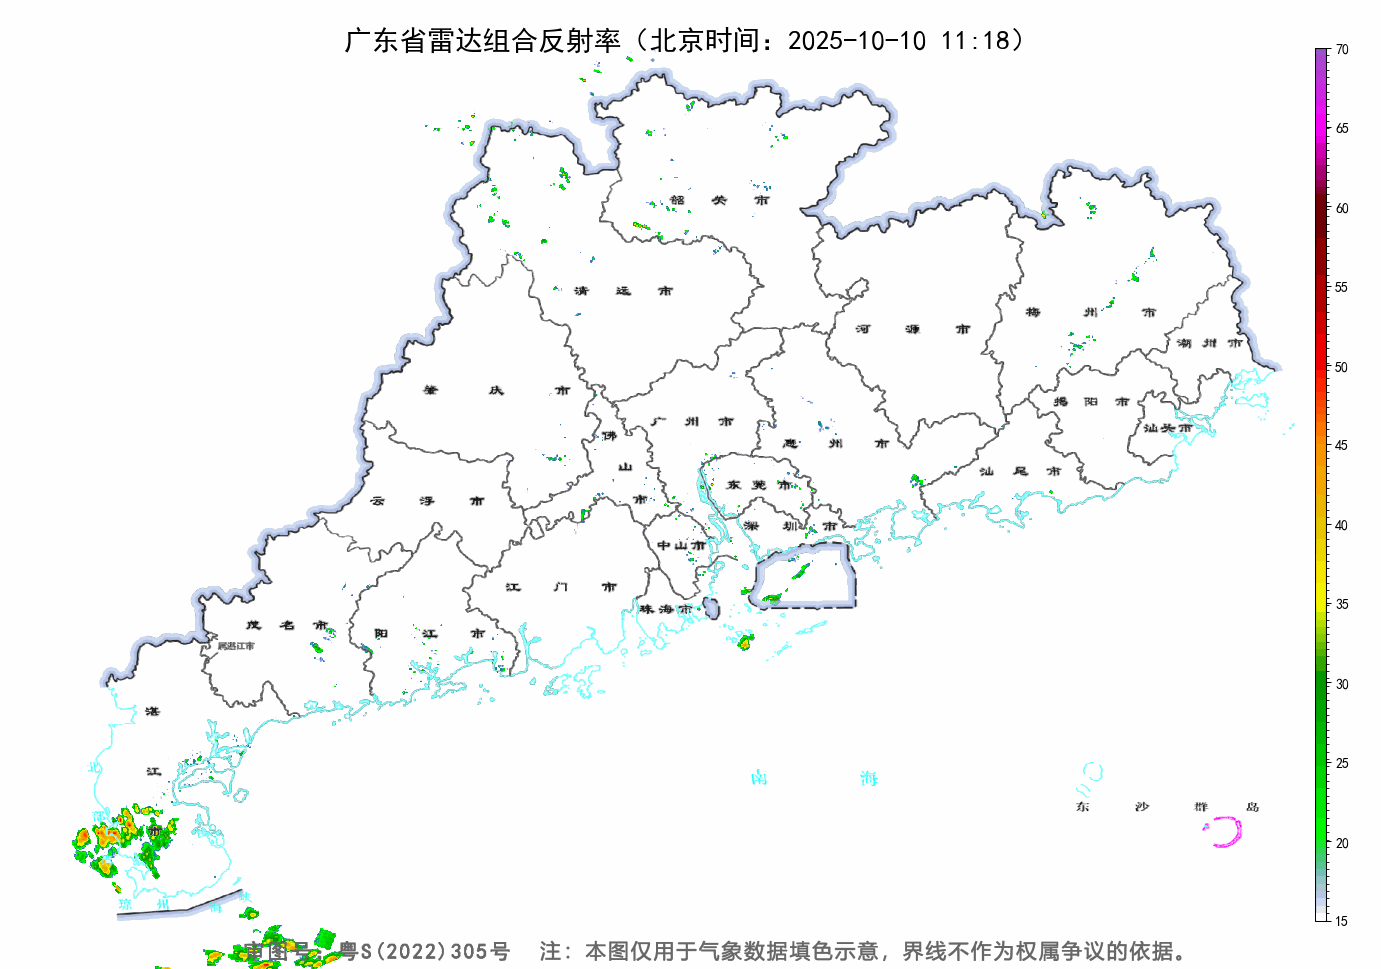 广东省雷达组合反射率（北京时间：2025-10-10 11:18）
70
65
60
55
50
45
40
35
30
25
20
15
韶关市
清远市
河源市
梅州市
潮州市
肇庆市
广州市
揭阳市
汕头市
佛山市
惠州市
汕尾市
云浮市
东莞市
深圳市
中山市
江门市
珠海市
茂名市
阳江市
属湛江市
湛江市
北部
南海
东沙群岛
琼州海峡
审图号：粤S(2022)305号 注：本图仅用于气象数据填色示意，界线不作为权属争议的依据。